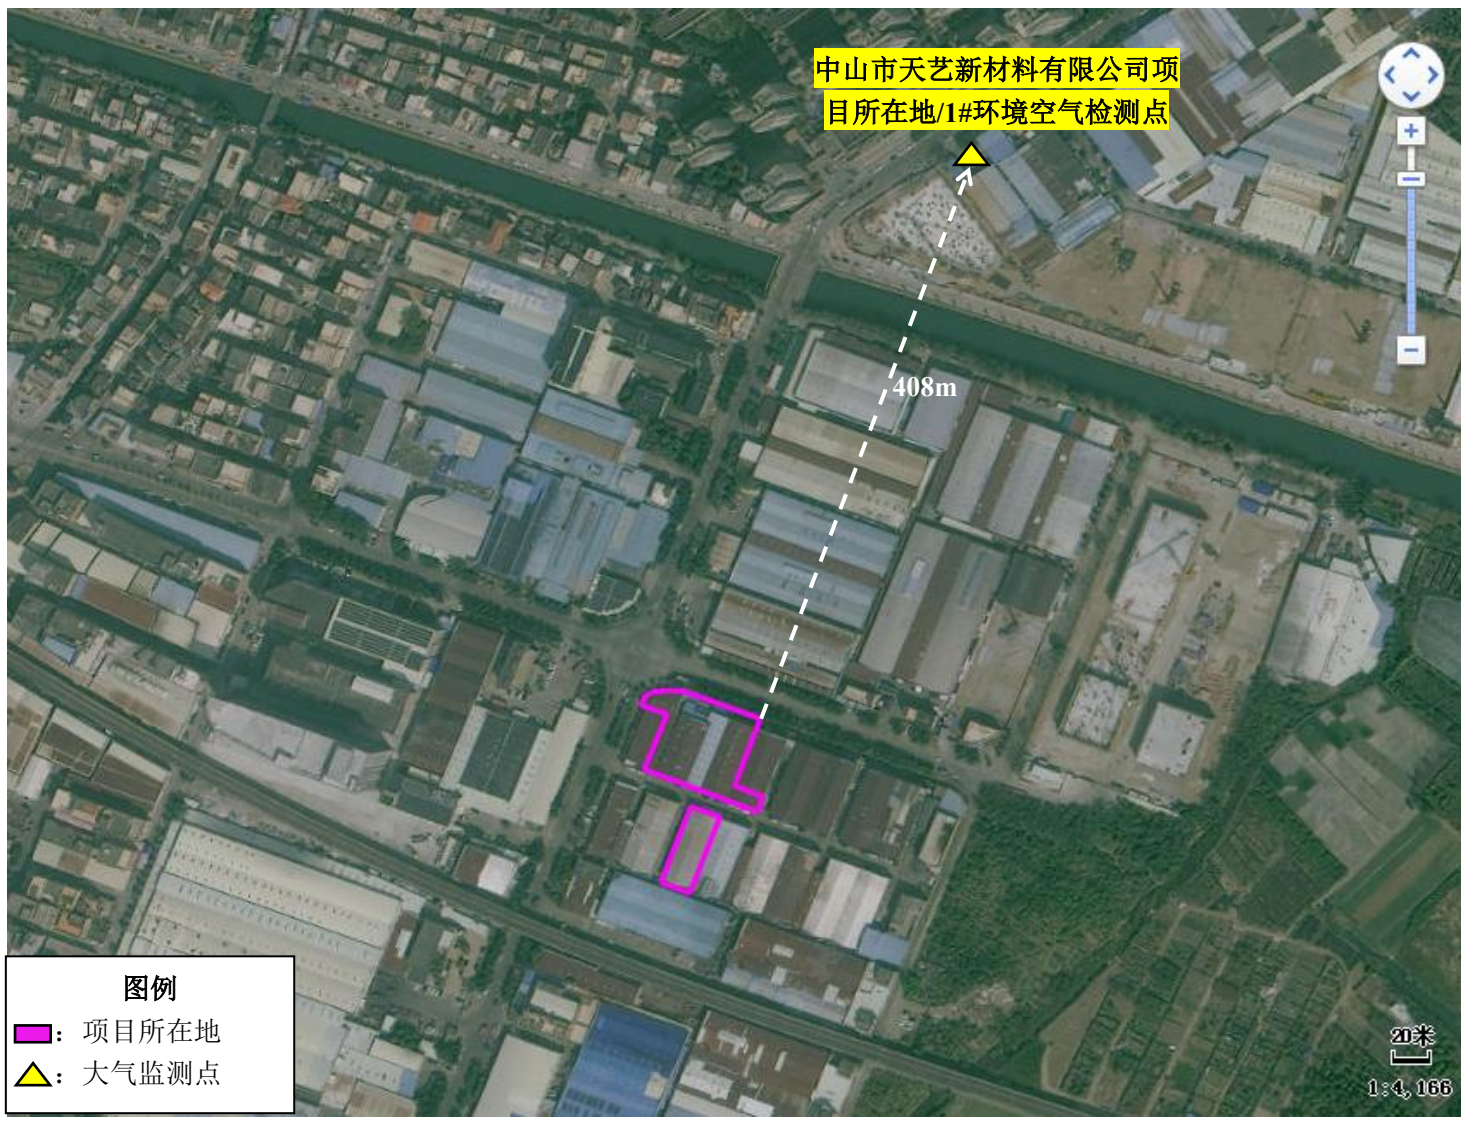 中山市天艺新材料有限公司项
目所在地/1#环境空气检测点
408m
图例
：项目所在地
：大气监测点
20米
1:4,166